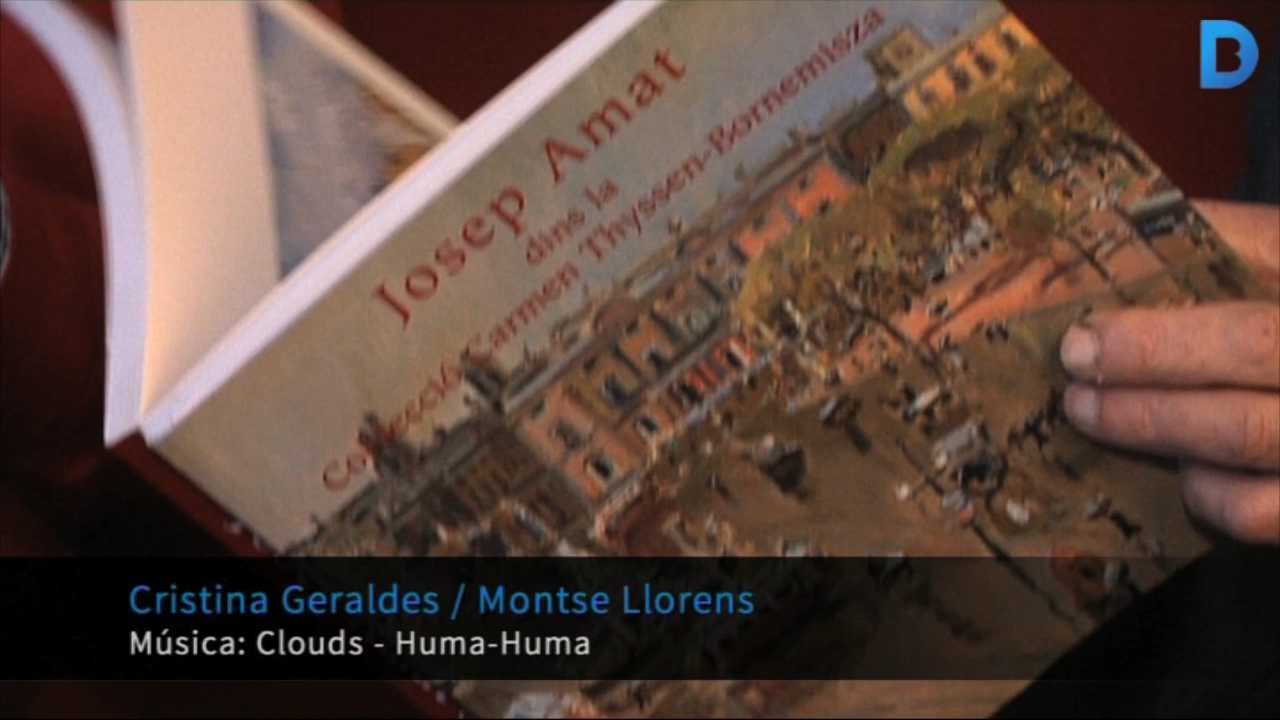 Josep Amat
dins la
Col·lecció Carmen Thyssen-Bornemisza
Cristina Geraldes / Montse Llorens
Música: Clouds - Huma-Huma